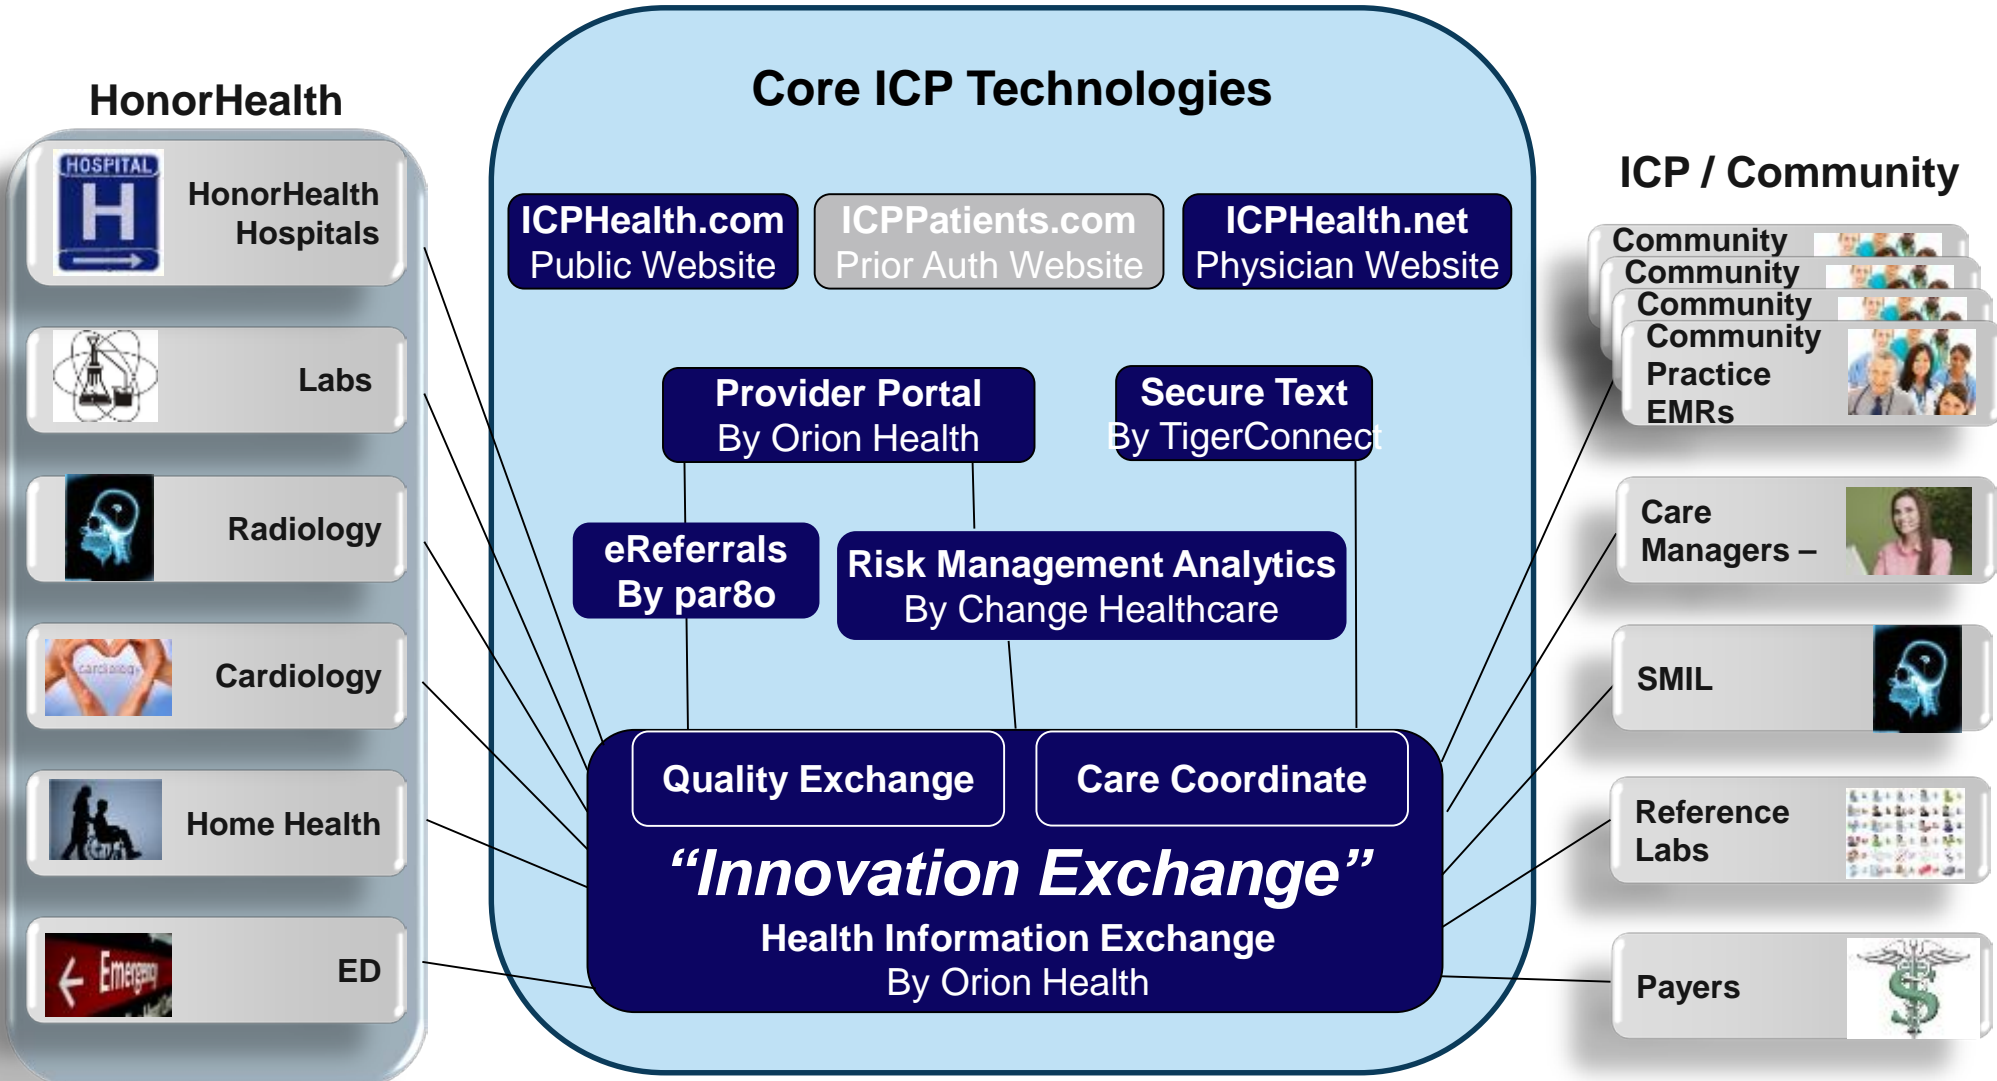 HonorHealth
HOSPITAL
H
HonorHealth
Hospitals
Labs
Radiology
cardiology
Cardiology
Home Health
Emergency
ED
Core ICP Technologies
ICPHealth.com
Public Website
ICPPatients.com
Prior Auth Website
ICPHealth.net
Physician Website
Provider Portal
By Orion Health
Secure Text
By TigerConnect
eReferrals
By par8o
Risk Management Analytics
By Change Healthcare
Quality Exchange
Care Coordinate
“Innovation Exchange”
Health Information Exchange
By Orion Health
ICP / Community
Community
Community
Community
Community
Practice
EMRs
Care
Managers –
SMIL
Reference
Labs
Payers